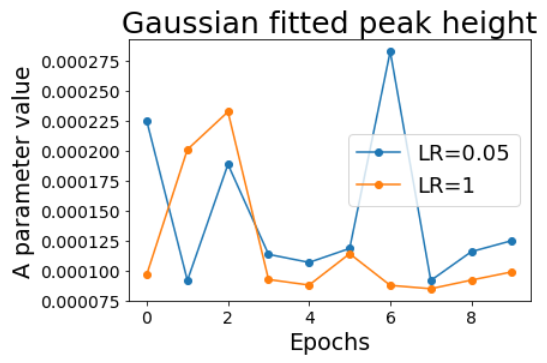 Gaussian fitted peak height
A parameter value
0.000275
0.000250
0.000225
0.000200
0.000175
0.000150
0.000125
0.000100
0.000075
LR=0.05
LR=1
0 2 4 6 8
Epochs